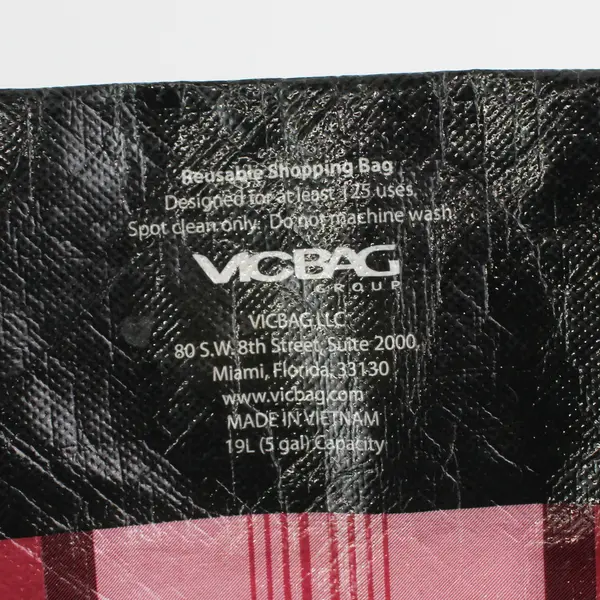 Reusable Shopping Bag
Designed for at least 175 uses.
Spot clean only. Do not machine wash
VICBAG
GROUP
VICBAG LLC
80 S.W. 8th Street, Suite 2000,
Miami, Florida, 33130
www.vicbag.com
MADE IN VIETNAM
19L (5 gal) Capacity